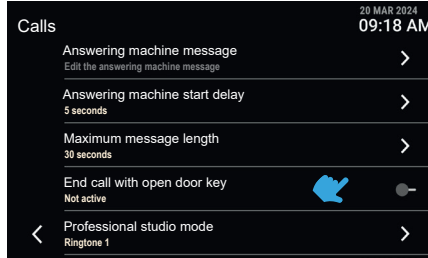 20 MAR 2024
Calls
09:18 AM
Answering machine message
Edit the answering machine message
Answering machine start delay
5 seconds
Maximum message length
30 seconds
End call with open door key
Not active
Professional studio mode
Ringtone 1